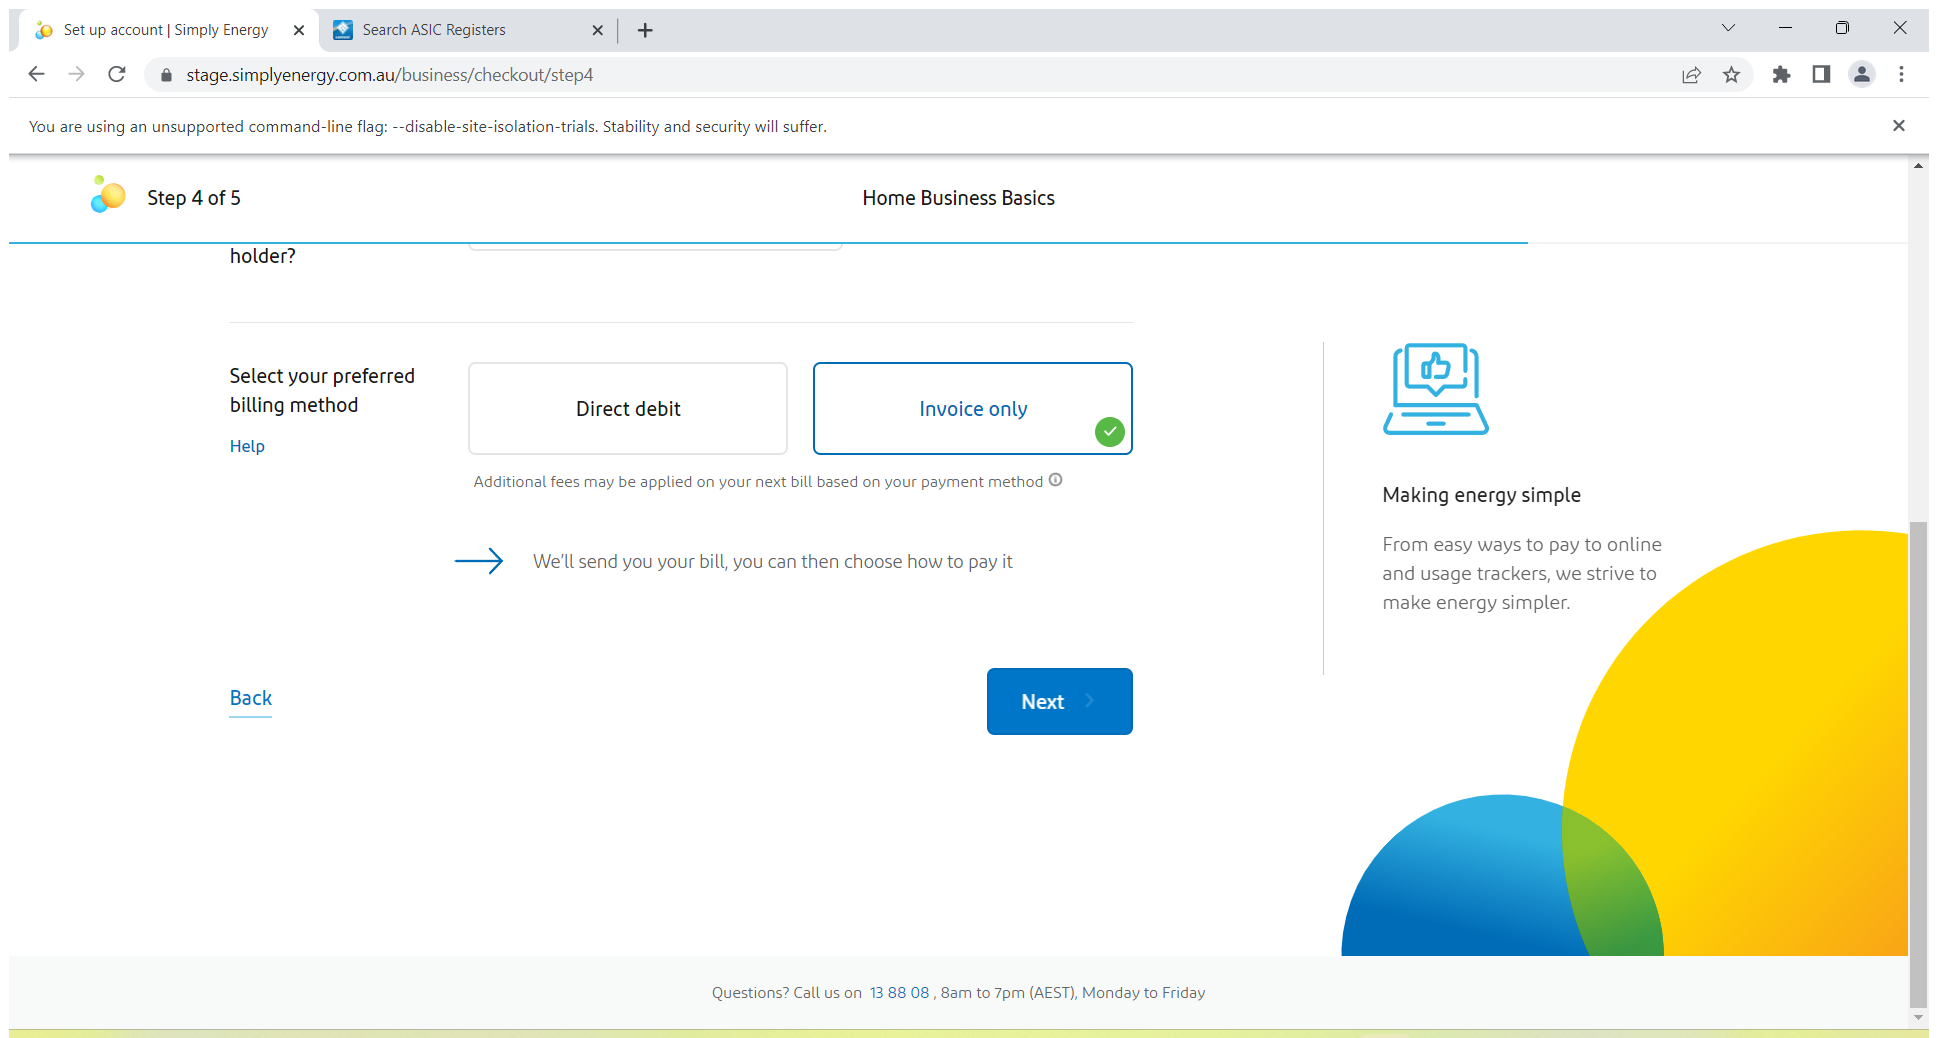 Set up account | Simply Energy
Search ASIC Registers
stage.simplyenergy.com.au/business/checkout/step4
You are using an unsupported command-line flag: --disable-site-isolation-trials. Stability and security will suffer.
Step 4 of 5
Home Business Basics
holder?
Select your preferred
billing method
Help
Direct debit
Invoice only
Additional fees may be applied on your next bill based on your payment method
We'll send you your bill, you can then choose how to pay it
Back
Next
Making energy simple
From easy ways to pay to online
and usage trackers, we strive to
make energy simpler.
Questions? Call us on 13 88 08 , 8am to 7pm (AEST), Monday to Friday